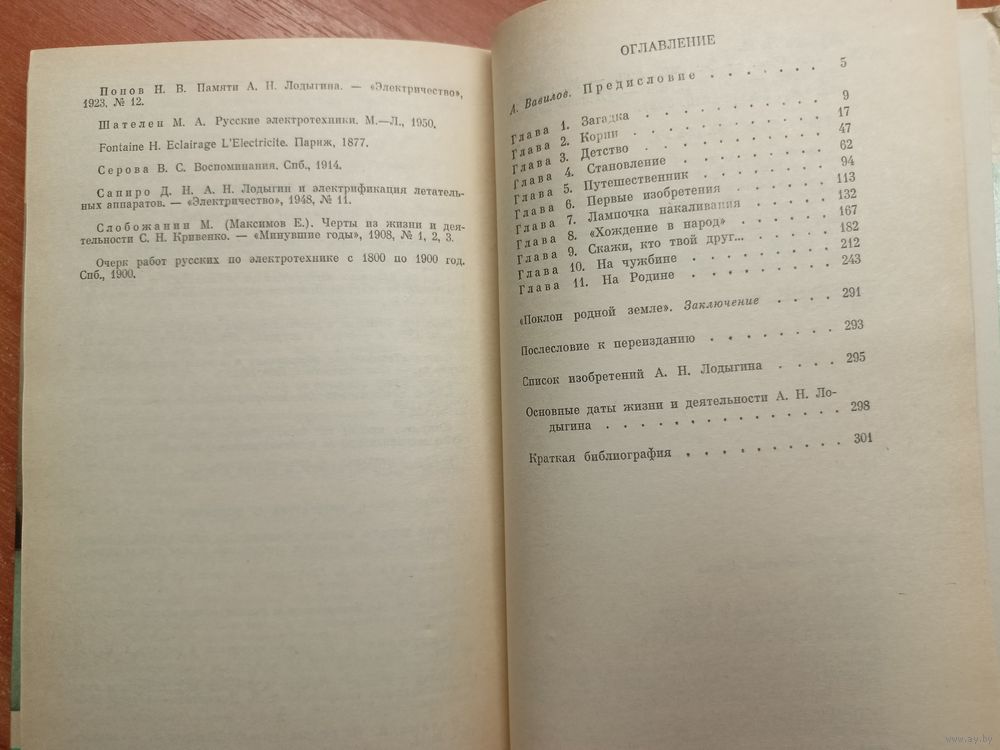 Попов Н. В. Памяти А. Н. Лодыгина. — «Электричество»,
1923, № 12.
Шателен М. А. Русские электротехники. М.—Л., 1950.
Fontaine H. Eclairage L'Electricite. Париж, 1877.
Серова В. С. Воспоминания. Спб., 1914.
Сапиро Д. Н. А. Н. Лодыгин и электрификация летатель-
ных аппаратов. — «Электричество», 1948, № 11.
Слобожанин М. (Максимов Е.). Черты из жизни и дея-
тельности С. Н. Кривенко. — «Минувшие годы», 1908, № 1, 2, 3.
Очерк работ русских по электротехнике с 1800 по 1900 год.
Спб., 1900.
ОГЛАВЛЕНИЕ
А. Вавилов. Предисловие . . . . . . . 5
Глава 1. Загадка . . . . . . . . . 9
Глава 2. Корни . . . . . . . . . 17
Глава 3. Детство . . . . . . . . . 47
Глава 4. Становление . . . . . . . . 62
Глава 5. Путешественник . . . . . . . 94
Глава 6. Первые изобретения . . . . . . 113
Глава 7. Лампочка накаливания . . . . . 132
Глава 8. «Хождение в народ» . . . . . . 167
Глава 9. Скажи, кто твой друг... . . . . . 182
Глава 10. На чужбине . . . . . . . . 212
Глава 11. На Родине . . . . . . . . 243
«Поклон родной земле». Заключение . . . . 291
Послесловие к переизданию . . . . . . . 293
Список изобретений А. Н. Лодыгина . . . . 295
Основные даты жизни и деятельности А. Н. Ло-
дыгина . . . . . . . . . . . . . 298
Краткая библиография . . . . . . . . 301
www.ay.by